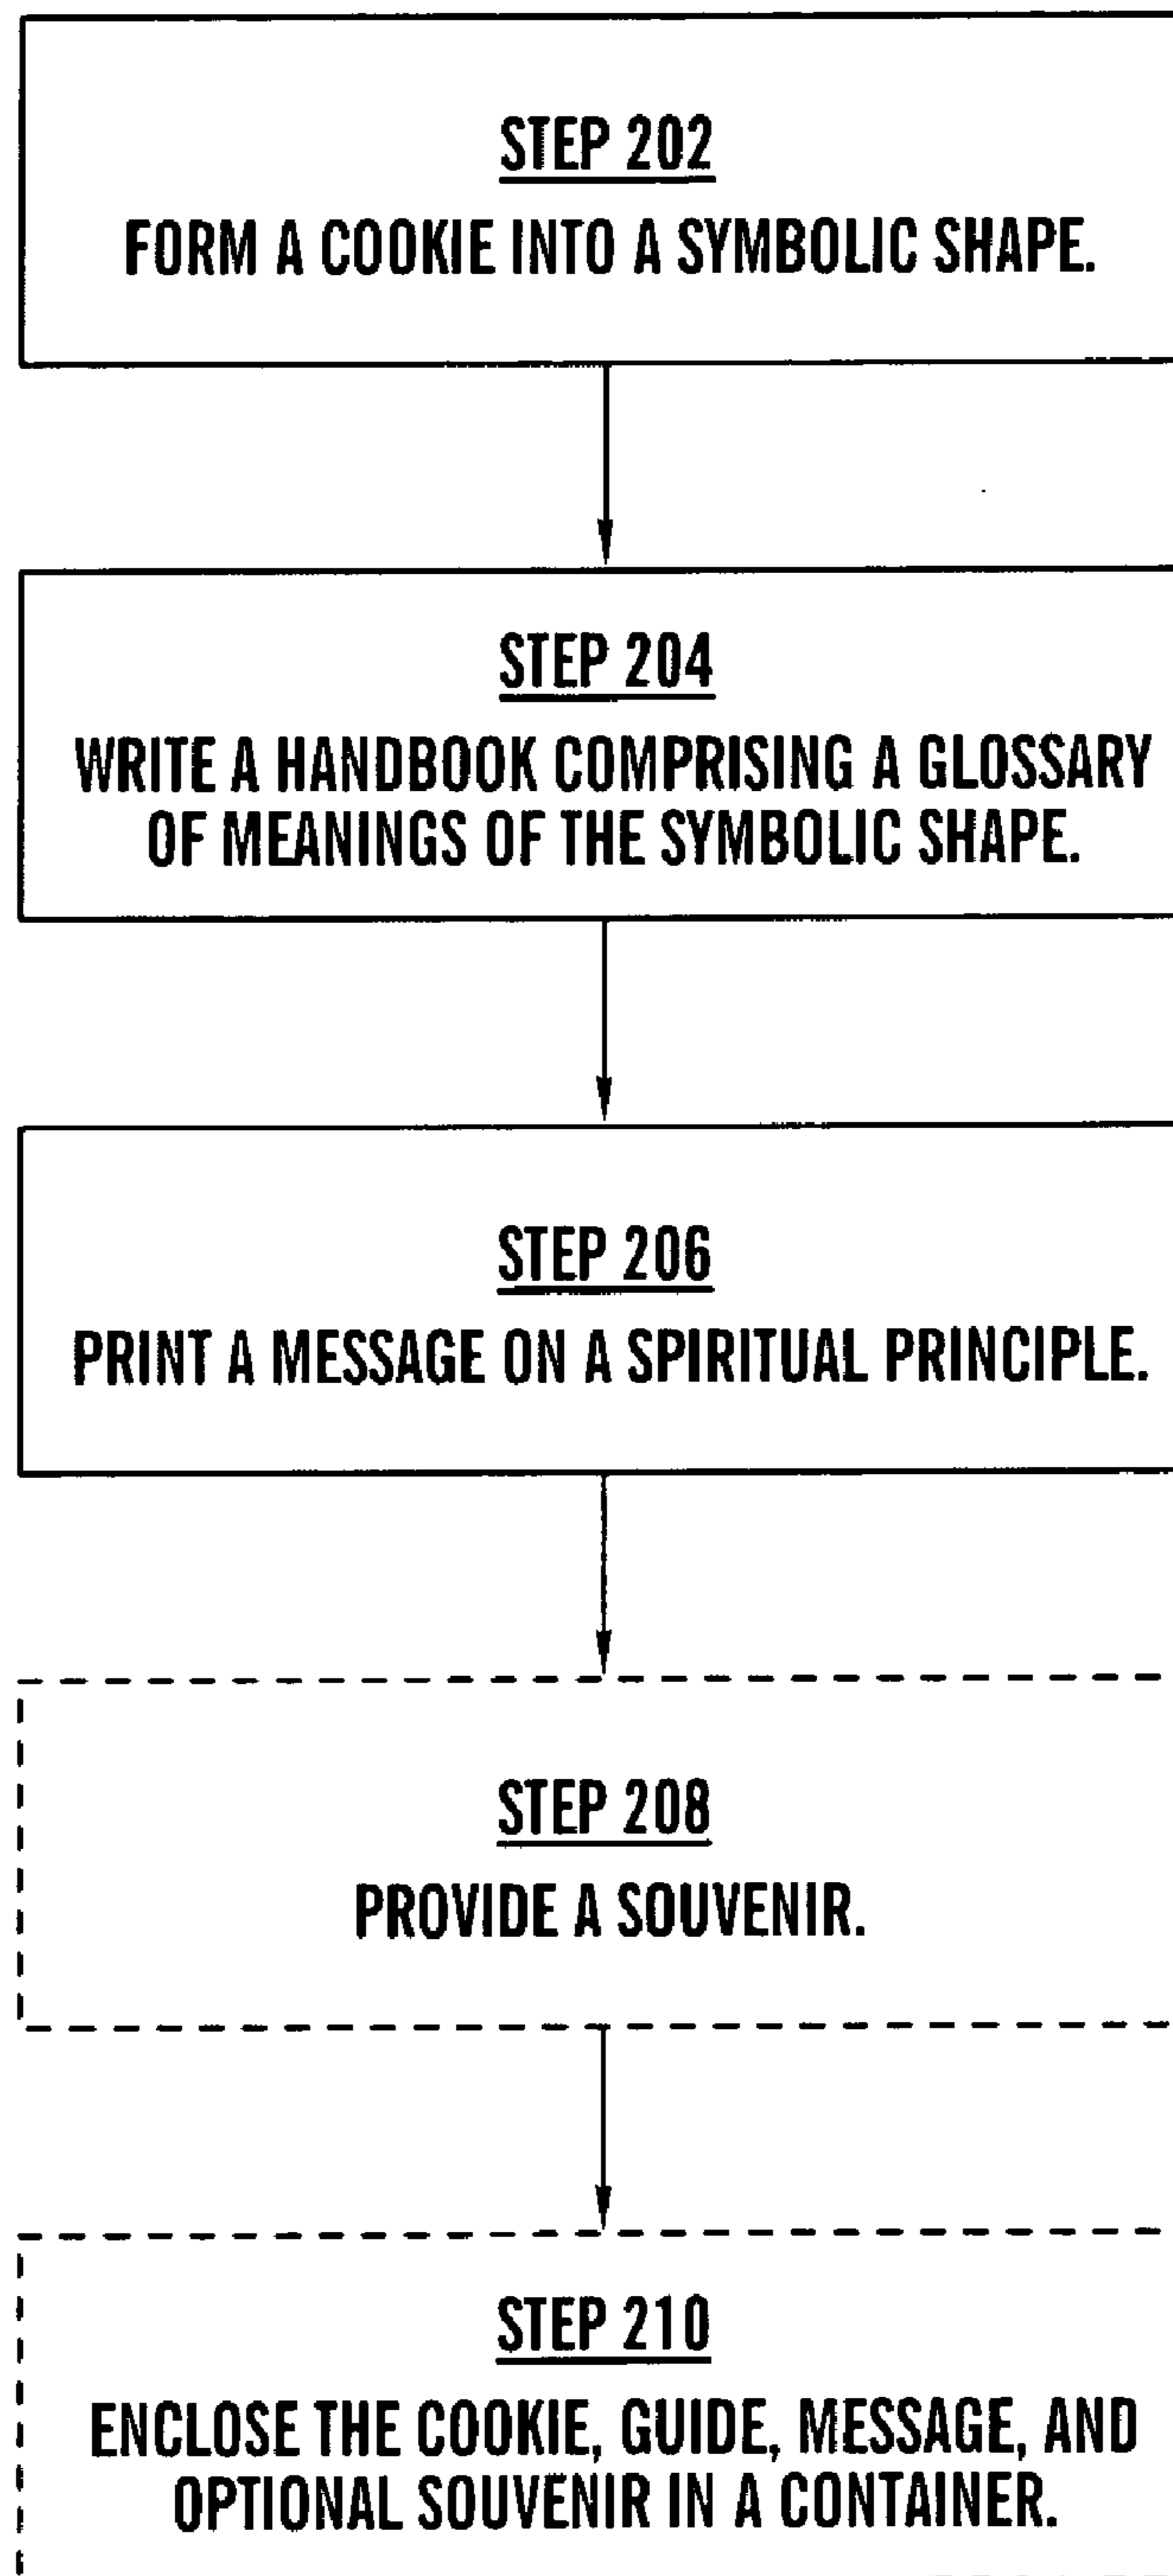 STEP 202
FORM A COOKIE INTO A SYMBOLIC SHAPE.
STEP 204
WRITE A HANDBOOK COMPRISING A GLOSSARY
OF MEANINGS OF THE SYMBOLIC SHAPE.
STEP 206
PRINT A MESSAGE ON A SPIRITUAL PRINCIPLE.
STEP 208
PROVIDE A SOUVENIR.
STEP 210
ENCLOSE THE COOKIE, GUIDE, MESSAGE, AND
OPTIONAL SOUVENIR IN A CONTAINER.